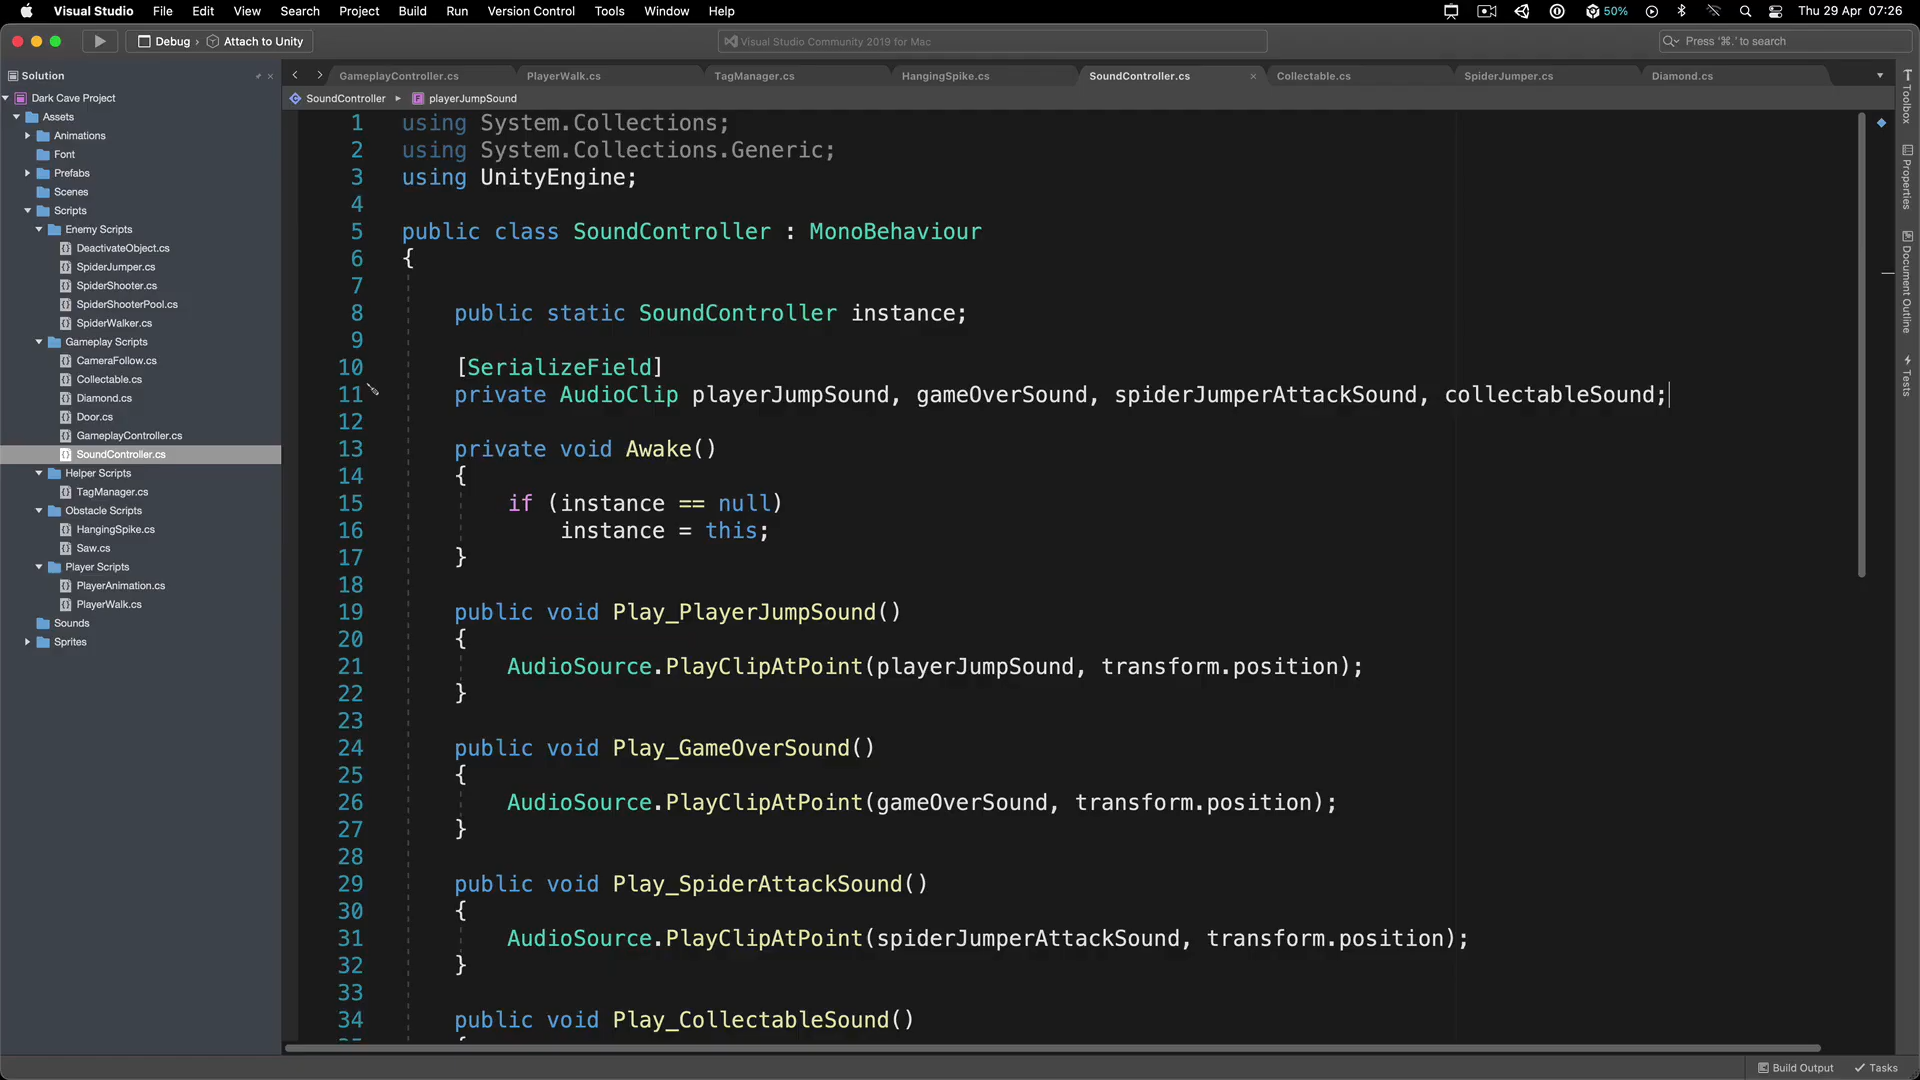 Visual Studio File Edit View Search Project Build Run Version Control Tools Window Help 50% Thu 29 Apr 07:26
Debug › Attach to Unity Visual Studio Community 2019 for Mac Press '⌘.' to search
Solution
Dark Cave Project
Assets
Animations
Font
Prefabs
Scenes
Scripts
Enemy Scripts
DeactivateObject.cs
SpiderJumper.cs
SpiderShooter.cs
SpiderShooterPool.cs
SpiderWalker.cs
Gameplay Scripts
CameraFollow.cs
Collectable.cs
Diamond.cs
Door.cs
GameplayController.cs
SoundController.cs
Helper Scripts
TagManager.cs
Obstacle Scripts
HangingSpike.cs
Saw.cs
Player Scripts
PlayerAnimation.cs
PlayerWalk.cs
Sounds
Sprites
GameplayController.cs PlayerWalk.cs TagManager.cs HangingSpike.cs SoundController.cs × Collectable.cs SpiderJumper.cs Diamond.cs
SoundController ▸ playerJumpSound
1 using System.Collections;
2 using System.Collections.Generic;
3 using UnityEngine;
4
5 public class SoundController : MonoBehaviour
6 {
7
8 public static SoundController instance;
9
10 [SerializeField]
11 private AudioClip playerJumpSound, gameOverSound, spiderJumperAttackSound, collectableSound;
12
13 private void Awake()
14 {
15 if (instance == null)
16 instance = this;
17 }
18
19 public void Play_PlayerJumpSound()
20 {
21 AudioSource.PlayClipAtPoint(playerJumpSound, transform.position);
22 }
23
24 public void Play_GameOverSound()
25 {
26 AudioSource.PlayClipAtPoint(gameOverSound, transform.position);
27 }
28
29 public void Play_SpiderAttackSound()
30 {
31 AudioSource.PlayClipAtPoint(spiderJumperAttackSound, transform.position);
32 }
33
34 public void Play_CollectableSound()
Toolbox
Properties
Document Outline
Tests
Build Output Tasks